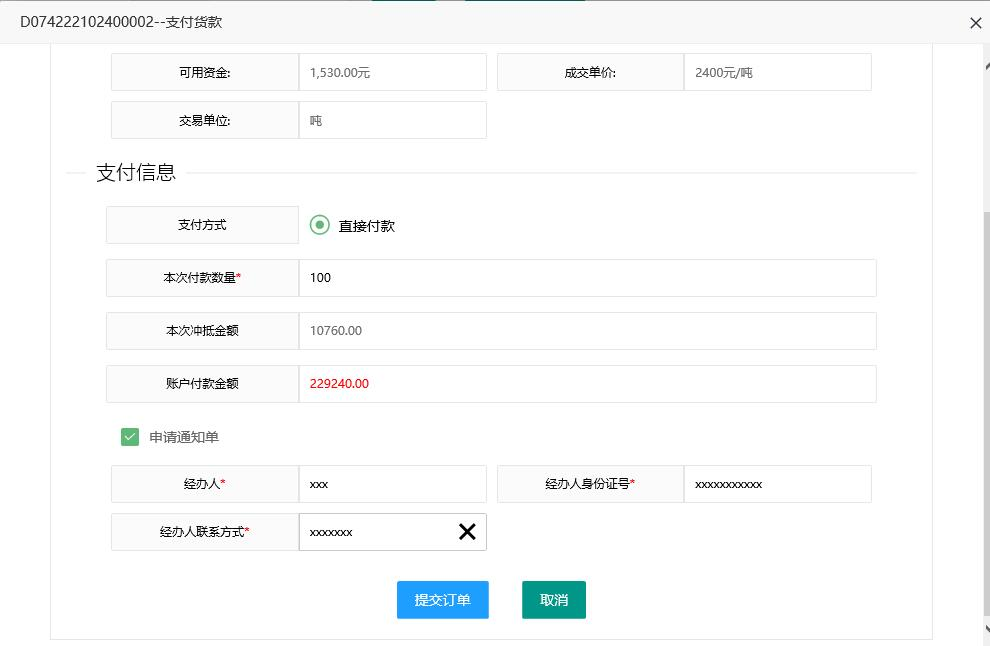 D074222102400002--支付货款
可用资金: 1,530.00元 成交单价: 2400元/吨
交易单位: 吨
支付信息
支付方式 直接付款
本次付款数量* 100
本次冲抵金额 10760.00
账户付款金额 229240.00
申请通知单
经办人* xxx 经办人身份证号* xxxxxxxxxxx
经办人联系方式* xxxxxxx
提交订单 取消